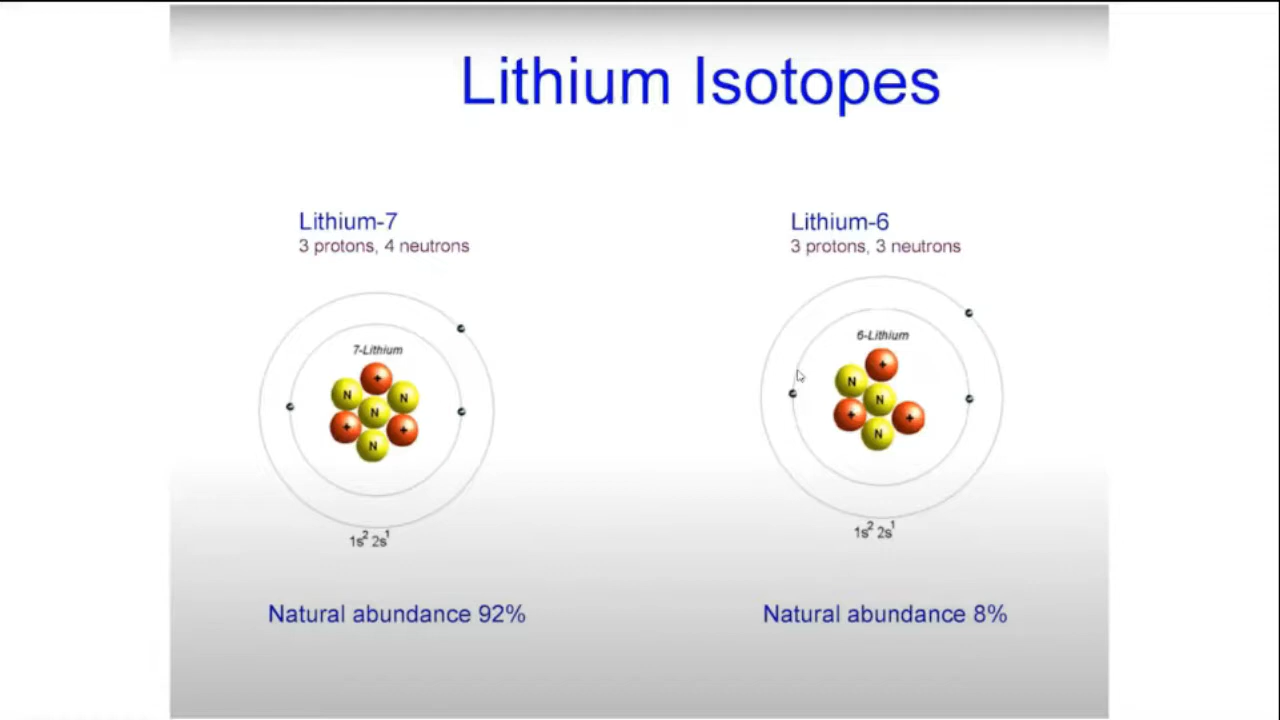 Lithium Isotopes
Lithium-7
3 protons, 4 neutrons
7-Lithium
+
N
N
N
+
+
N
1s² 2s¹
Natural abundance 92%
Lithium-6
3 protons, 3 neutrons
6-Lithium
+
N
N
+
+
N
1s² 2s¹
Natural abundance 8%